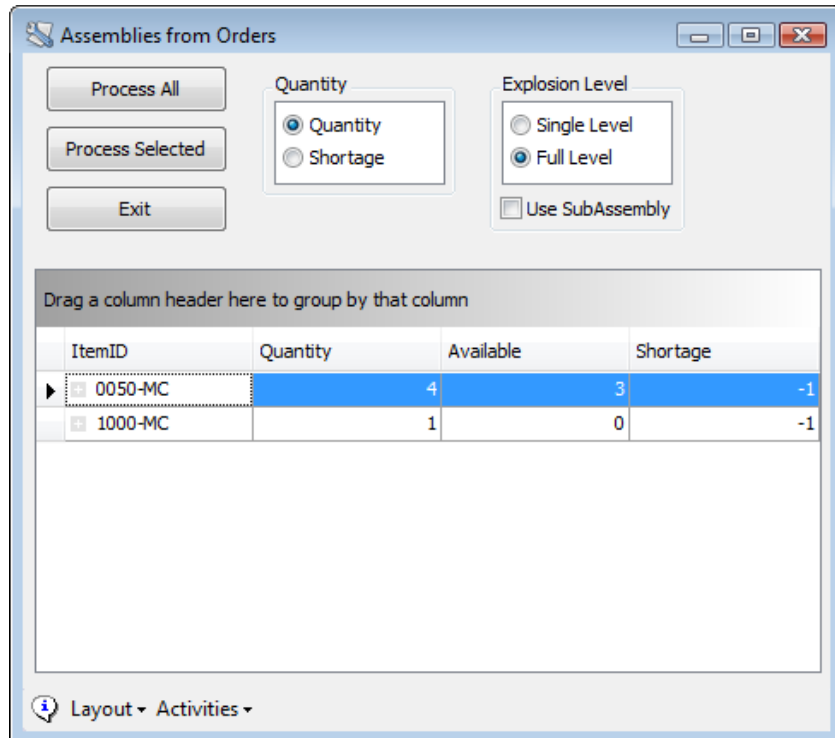 Assemblies from Orders
Process All
Process Selected
Exit
Quantity
Quantity
Shortage
Explosion Level
Single Level
Full Level
Use SubAssembly
Drag a column header here to group by that column
ItemID Quantity Available Shortage
0050-MC 4 3 -1
1000-MC 1 0 -1
Layout Activities